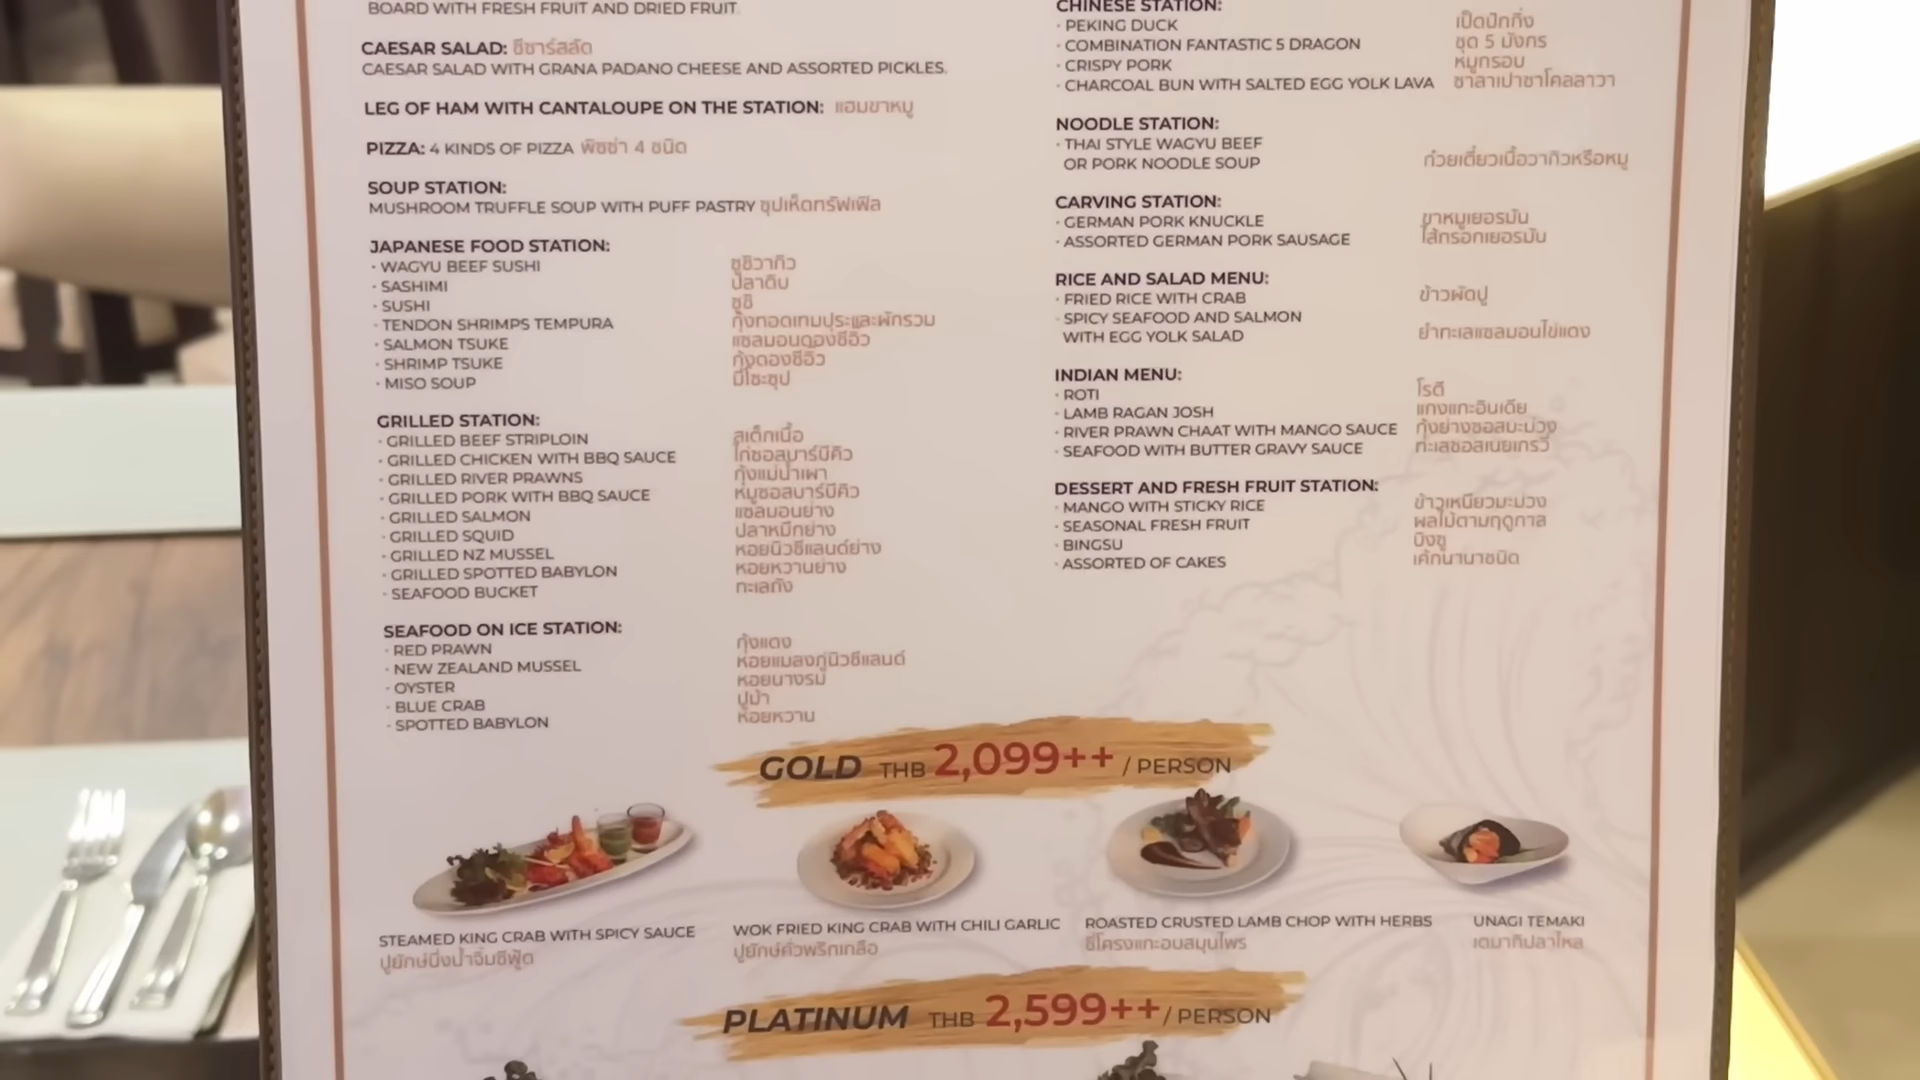 BOARD WITH FRESH FRUIT AND DRIED FRUIT.
CAESAR SALAD: ซีซาร์สลัด
CAESAR SALAD WITH GRANA PADANO CHEESE AND ASSORTED PICKLES.
LEG OF HAM WITH CANTALOUPE ON THE STATION: แฮมขาหมู
PIZZA: 4 KINDS OF PIZZA พิซซ่า 4 ชนิด
SOUP STATION:
MUSHROOM TRUFFLE SOUP WITH PUFF PASTRY ซุปเห็ดทรัฟเฟิล
JAPANESE FOOD STATION:
· WAGYU BEEF SUSHI ซูชิวากิว
· SASHIMI ปลาดิบ
· SUSHI ซูชิ
· TENDON SHRIMPS TEMPURA กุ้งทอดเทมปุระและผักรวม
· SALMON TSUKE แซลมอนดองซีอิ๊ว
· SHRIMP TSUKE กุ้งดองซีอิ๊ว
· MISO SOUP มิโซะซุป
GRILLED STATION:
· GRILLED BEEF STRIPLOIN สเต็กเนื้อ
· GRILLED CHICKEN WITH BBQ SAUCE ไก่ซอสบาร์บีคิว
· GRILLED RIVER PRAWNS กุ้งแม่น้ำเผา
· GRILLED PORK WITH BBQ SAUCE หมูซอสบาร์บีคิว
· GRILLED SALMON แซลมอนย่าง
· GRILLED SQUID ปลาหมึกย่าง
· GRILLED NZ MUSSEL หอยนิวซีแลนด์ย่าง
· GRILLED SPOTTED BABYLON หอยหวานย่าง
· SEAFOOD BUCKET ทะเลถัง
SEAFOOD ON ICE STATION:
· RED PRAWN กุ้งแดง
· NEW ZEALAND MUSSEL หอยแมลงภู่นิวซีแลนด์
· OYSTER หอยนางรม
· BLUE CRAB ปูม้า
· SPOTTED BABYLON หอยหวาน
CHINESE STATION:
· PEKING DUCK เป็ดปักกิ่ง
· COMBINATION FANTASTIC 5 DRAGON ชุด 5 มังกร
· CRISPY PORK หมูกรอบ
· CHARCOAL BUN WITH SALTED EGG YOLK LAVA ซาลาเปาชาโคลลาวา
NOODLE STATION:
· THAI STYLE WAGYU BEEF
OR PORK NOODLE SOUP ก๋วยเตี๋ยวเนื้อวากิวหรือหมู
CARVING STATION:
· GERMAN PORK KNUCKLE ขาหมูเยอรมัน
· ASSORTED GERMAN PORK SAUSAGE ไส้กรอกเยอรมัน
RICE AND SALAD MENU:
· FRIED RICE WITH CRAB ข้าวผัดปู
· SPICY SEAFOOD AND SALMON
WITH EGG YOLK SALAD ยำทะเลแซลมอนไข่แดง
INDIAN MENU:
· ROTI โรตี
· LAMB RAGAN JOSH แกงแกะอินเดีย
· RIVER PRAWN CHAAT WITH MANGO SAUCE กุ้งย่างซอสมะม่วง
· SEAFOOD WITH BUTTER GRAVY SAUCE ทะเลซอสเนยเกรวี่
DESSERT AND FRESH FRUIT STATION:
· MANGO WITH STICKY RICE ข้าวเหนียวมะม่วง
· SEASONAL FRESH FRUIT ผลไม้ตามฤดูกาล
· BINGSU บิงซู
· ASSORTED OF CAKES เค้กนานาชนิด
GOLD THB 2,099++ / PERSON
STEAMED KING CRAB WITH SPICY SAUCE
ปูยักษ์นึ่งน้ำจิ้มซีฟู้ด
WOK FRIED KING CRAB WITH CHILI GARLIC
ปูยักษ์คั่วพริกเกลือ
ROASTED CRUSTED LAMB CHOP WITH HERBS
ซี่โครงแกะอบสมุนไพร
UNAGI TEMAKI
เตมากิปลาไหล
PLATINUM THB 2,599++ / PERSON